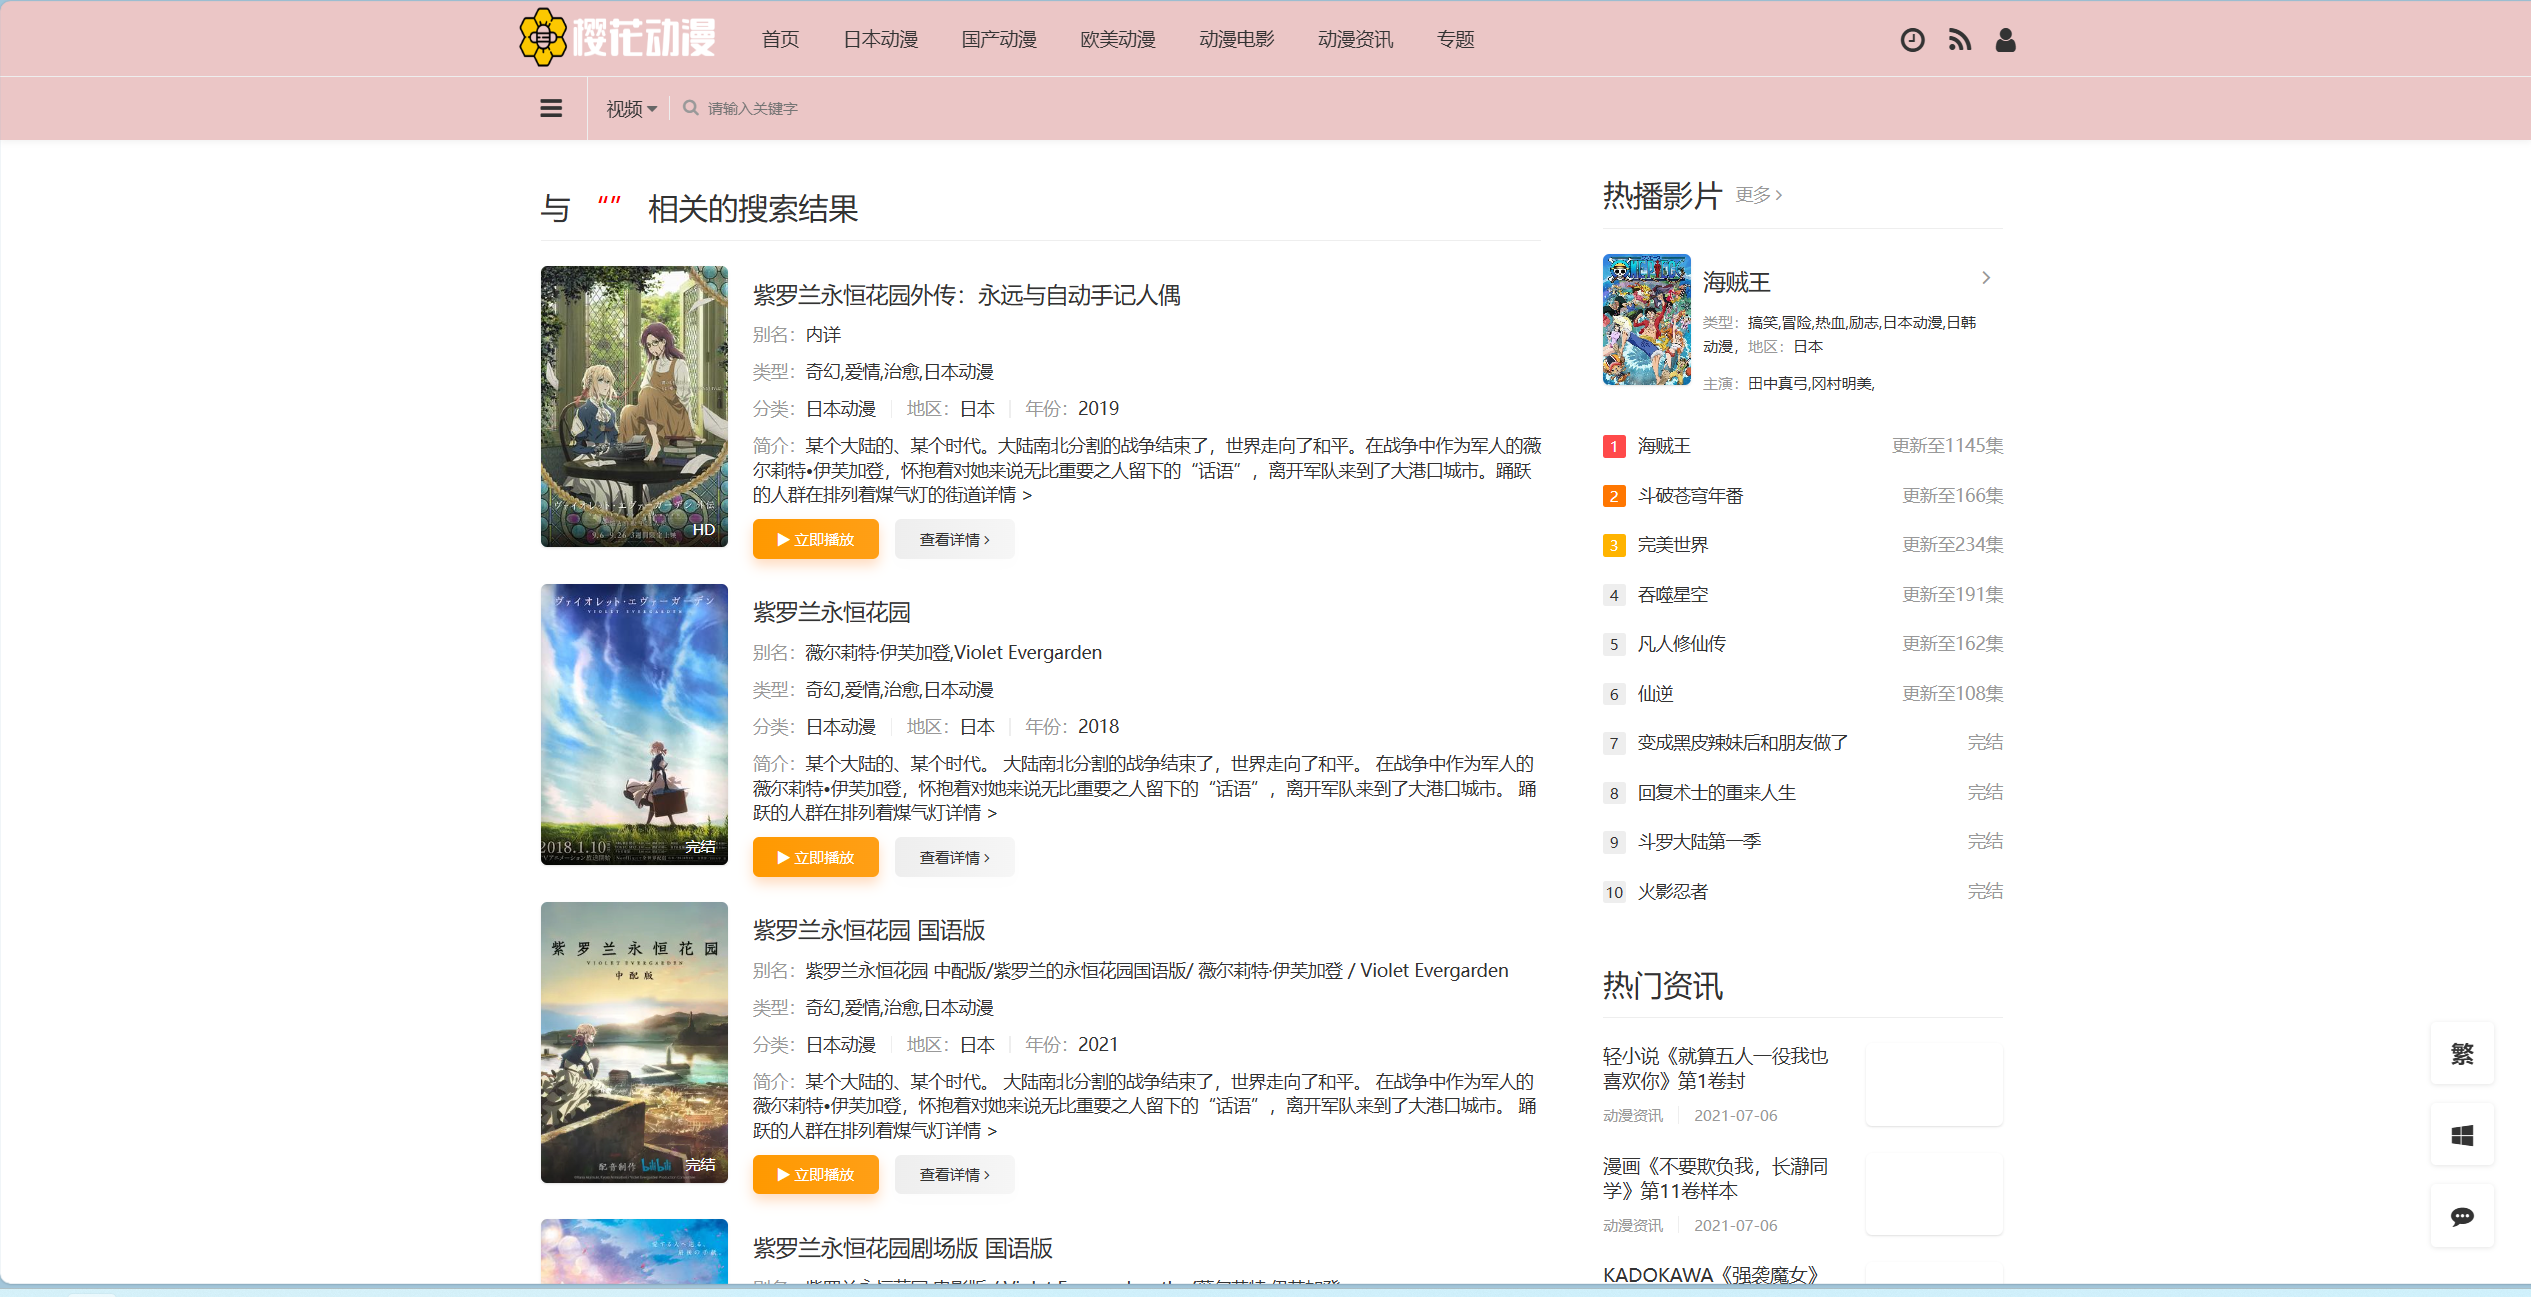 樱花动漫
首页 日本动漫 国产动漫 欧美动漫 动漫电影 动漫资讯 专题
视频 请输入关键字
与 “” 相关的搜索结果
紫罗兰永恒花园外传：永远与自动手记人偶
别名：内详
类型：奇幻,爱情,治愈,日本动漫
分类：日本动漫 地区：日本 年份：2019
简介：某个大陆的、某个时代。大陆南北分割的战争结束了，世界走向了和平。在战争中作为军人的薇
尔莉特•伊芙加登，怀抱着对她来说无比重要之人留下的“话语”，离开军队来到了大港口城市。踊跃
的人群在排列着煤气灯的街道详情 >
立即播放 查看详情
HD
ヴァイオレット・エヴァーガーデン
VIOLET EVERGARDEN
2018.1.10
完结
紫罗兰永恒花园
别名：薇尔莉特·伊芙加登,Violet Evergarden
类型：奇幻,爱情,治愈,日本动漫
分类：日本动漫 地区：日本 年份：2018
简介：某个大陆的、某个时代。 大陆南北分割的战争结束了，世界走向了和平。 在战争中作为军人的
薇尔莉特•伊芙加登，怀抱着对她来说无比重要之人留下的“话语”，离开军队来到了大港口城市。 踊
跃的人群在排列着煤气灯详情 >
立即播放 查看详情
紫罗兰永恒花园
VIOLET EVERGARDEN
中配版
配音制作 bilibili
完结
紫罗兰永恒花园 国语版
别名：紫罗兰永恒花园 中配版/紫罗兰的永恒花园国语版/ 薇尔莉特·伊芙加登 / Violet Evergarden
类型：奇幻,爱情,治愈,日本动漫
分类：日本动漫 地区：日本 年份：2021
简介：某个大陆的、某个时代。 大陆南北分割的战争结束了，世界走向了和平。 在战争中作为军人的
薇尔莉特•伊芙加登，怀抱着对她来说无比重要之人留下的“话语”，离开军队来到了大港口城市。 踊
跃的人群在排列着煤气灯详情 >
立即播放 查看详情
紫罗兰永恒花园剧场版 国语版
热播影片 更多
海贼王
类型：搞笑,冒险,热血,励志,日本动漫,日韩
动漫，地区：日本
主演：田中真弓,冈村明美,
1 海贼王 更新至1145集
2 斗破苍穹年番 更新至166集
3 完美世界 更新至234集
4 吞噬星空 更新至191集
5 凡人修仙传 更新至162集
6 仙逆 更新至108集
7 变成黑皮辣妹后和朋友做了 完结
8 回复术士的重来人生 完结
9 斗罗大陆第一季 完结
10 火影忍者 完结
热门资讯
轻小说《就算五人一役我也
喜欢你》第1卷封
动漫资讯 2021-07-06
漫画《不要欺负我，长瀞同
学》第11卷样本
动漫资讯 2021-07-06
KADOKAWA《强袭魔女》
繁